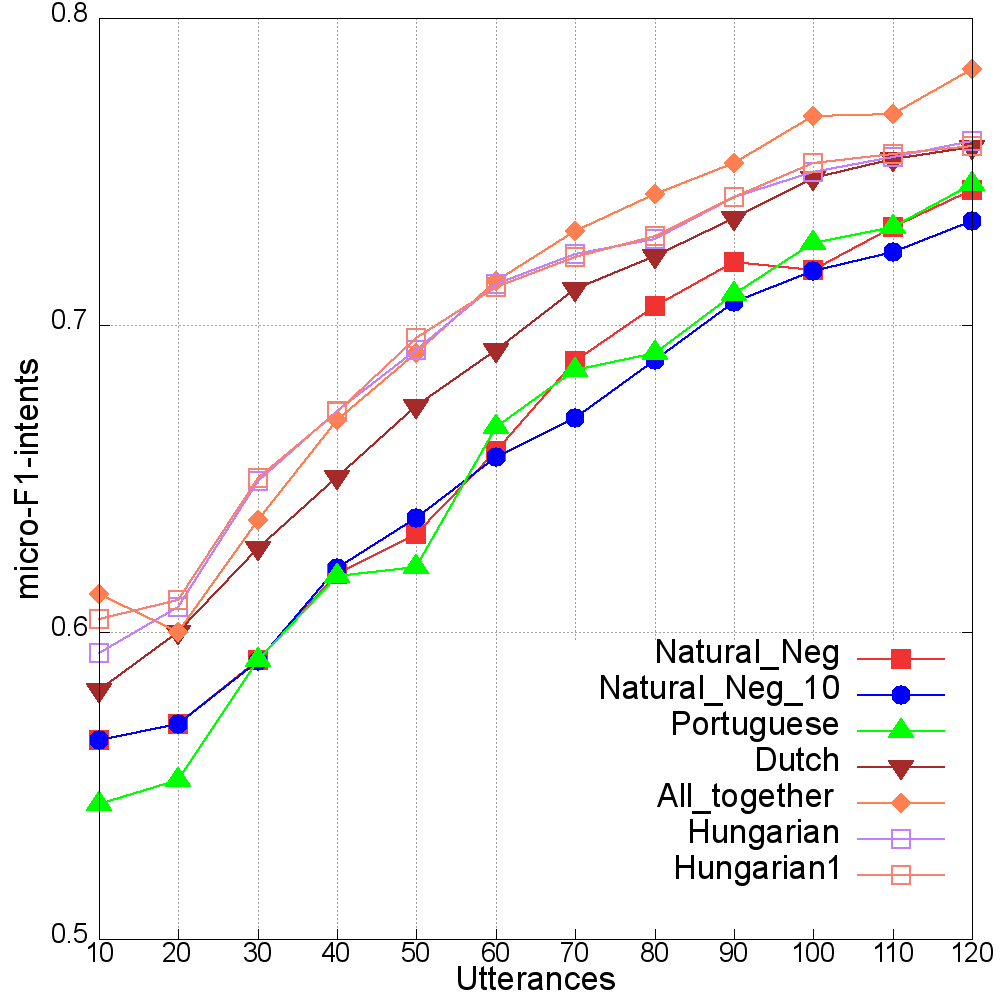 0.8
0.7
0.6
0.5
micro-F1-intents
Natural_Neg
Natural_Neg_10
Portuguese
Dutch
All_together
Hungarian
Hungarian1
10 20 30 40 50 60 70 80 90 100 110 120
Utterances